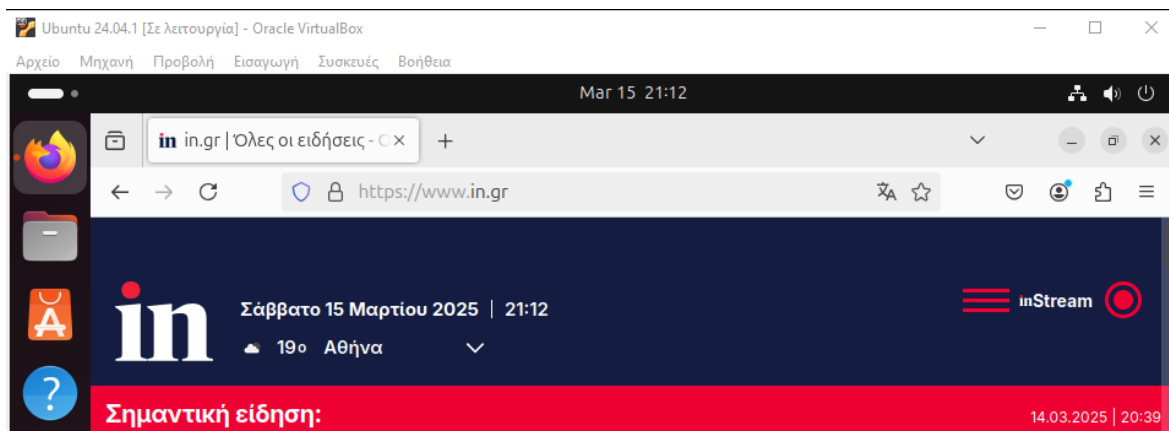 Ubuntu 24.04.1 [Σε λειτουργία] - Oracle VirtualBox
Αρχείο Μηχανή Προβολή Εισαγωγή Συσκευές Βοήθεια
Mar 15 21:12
in in.gr | Όλες οι ειδήσεις - Ο
https://www.in.gr
in
Σάββατο 15 Μαρτίου 2025 | 21:12
19° Αθήνα
inStream
Σημαντική είδηση:
14.03.2025 | 20:39